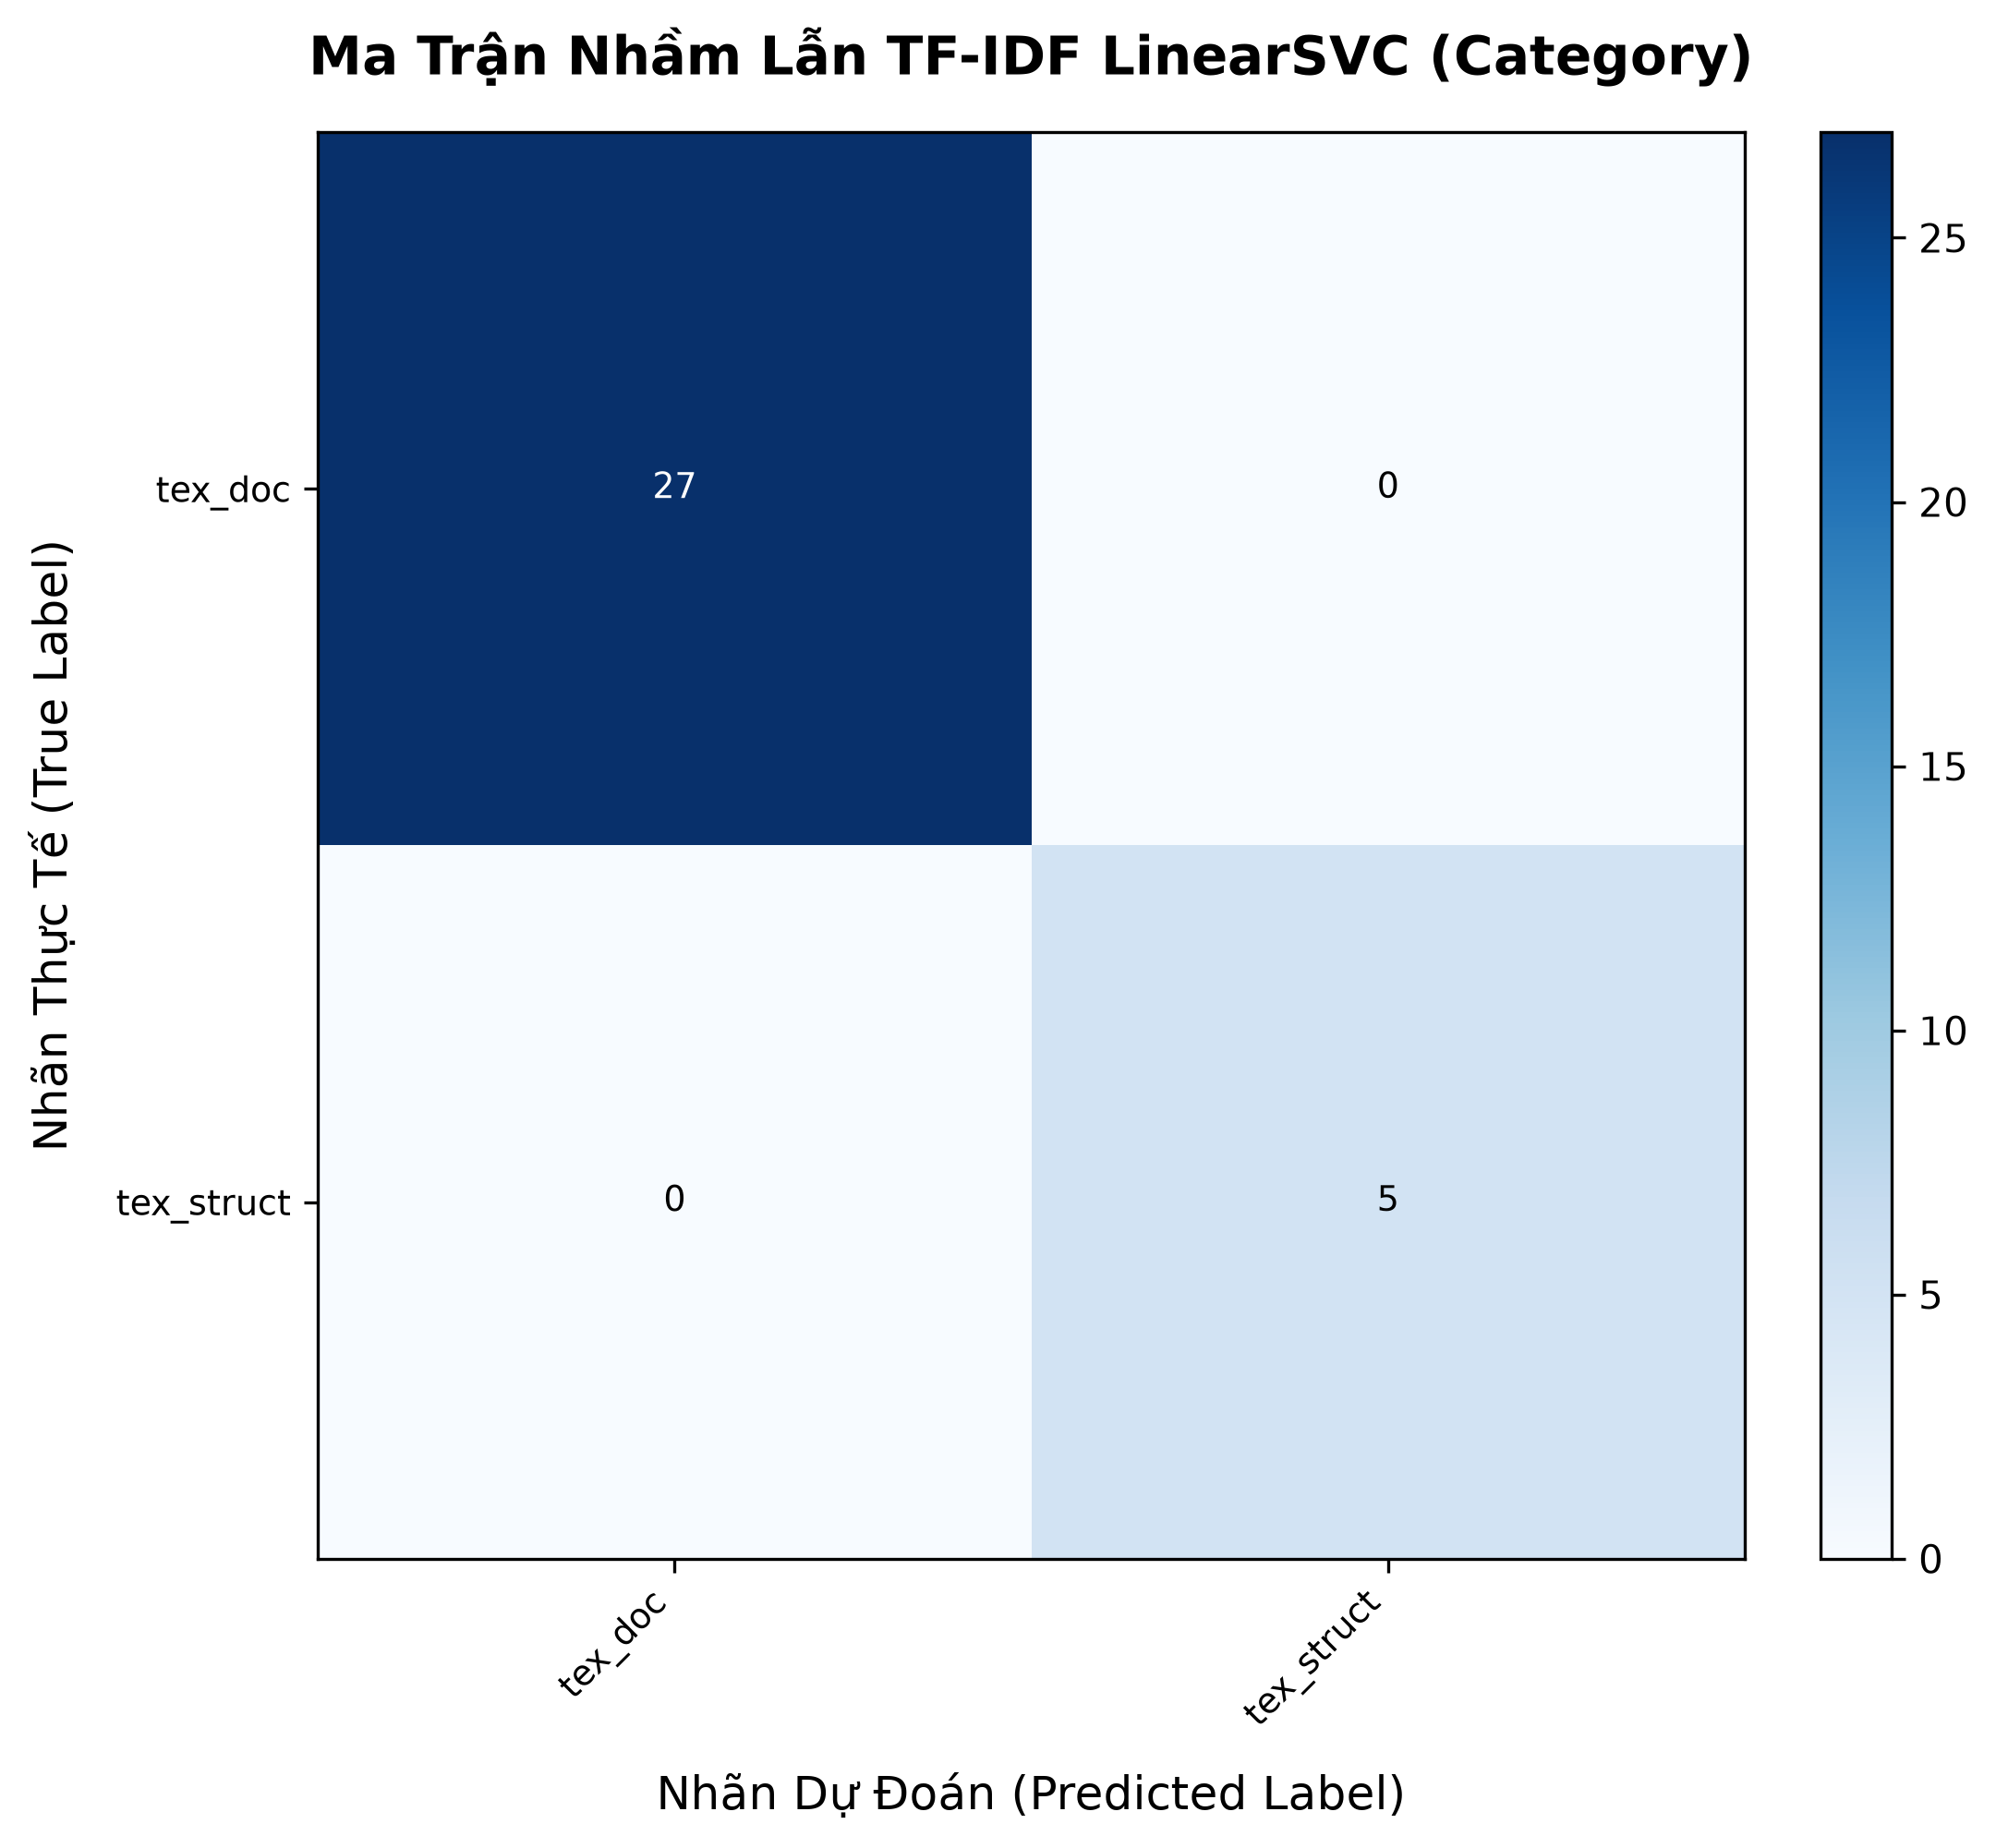 Ma Trận Nhầm Lẫn TF-IDF LinearSVC (Category)
Nhãn Thực Tế (True Label)
tex_doc
tex_struct
27
0
0
5
tex_doc
tex_struct
Nhãn Dự Đoán (Predicted Label)
25
20
15
10
5
0